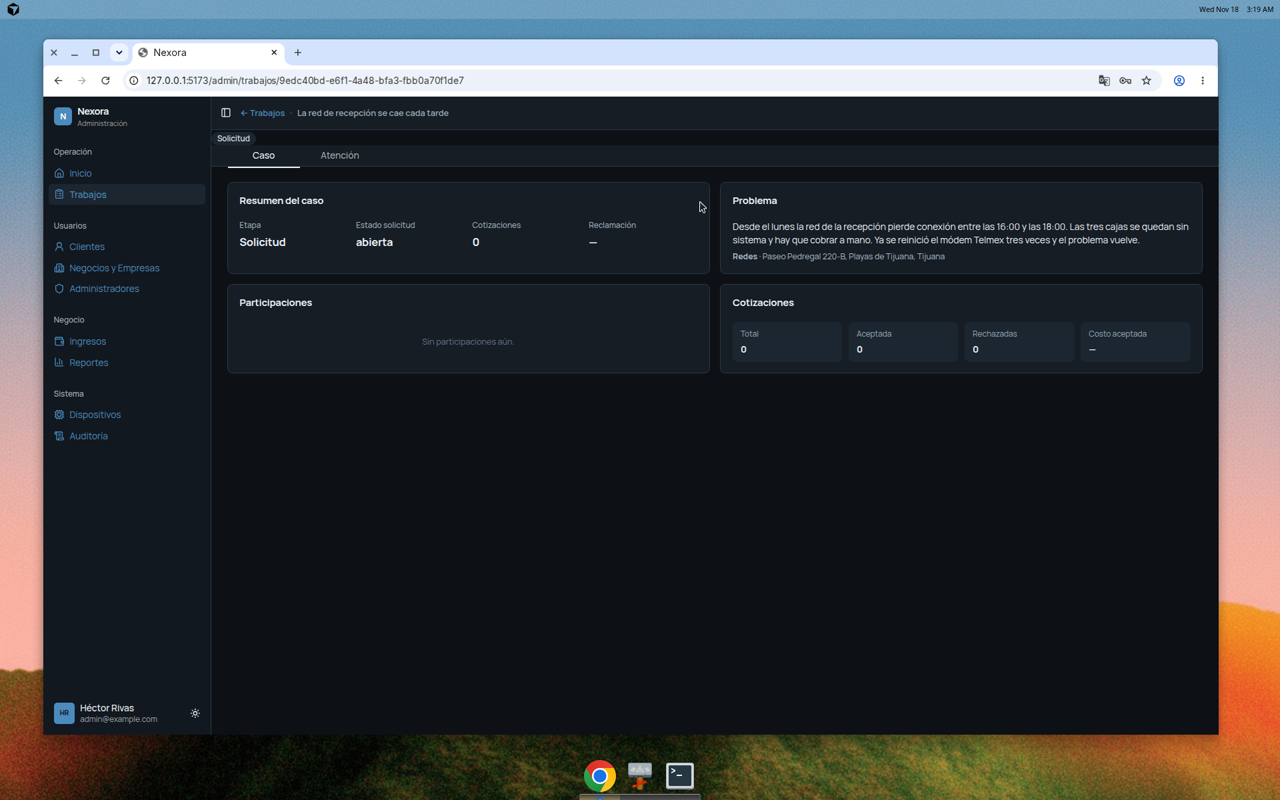 Wed Nov 18 3:19 AM
Nexora
127.0.0.1:5173/admin/trabajos/9edc40bd-e6f1-4a48-bfa3-fbb0a70f1de7
N
Nexora
Administración
Operación
Inicio
Trabajos
Usuarios
Clientes
Negocios y Empresas
Administradores
Negocio
Ingresos
Reportes
Sistema
Dispositivos
Auditoría
HR
Héctor Rivas
admin@example.com
← Trabajos · La red de recepción se cae cada tarde
Solicitud
Caso Atención
Resumen del caso
Etapa Estado solicitud Cotizaciones Reclamación
Solicitud abierta 0 —
Problema
Desde el lunes la red de la recepción pierde conexión entre las 16:00 y las 18:00. Las tres cajas se quedan sin
sistema y hay que cobrar a mano. Ya se reinició el módem Telmex tres veces y el problema vuelve.
Redes · Paseo Pedregal 220-B, Playas de Tijuana, Tijuana
Participaciones
Sin participaciones aún.
Cotizaciones
Total Aceptada Rechazadas Costo aceptada
0 0 0 —